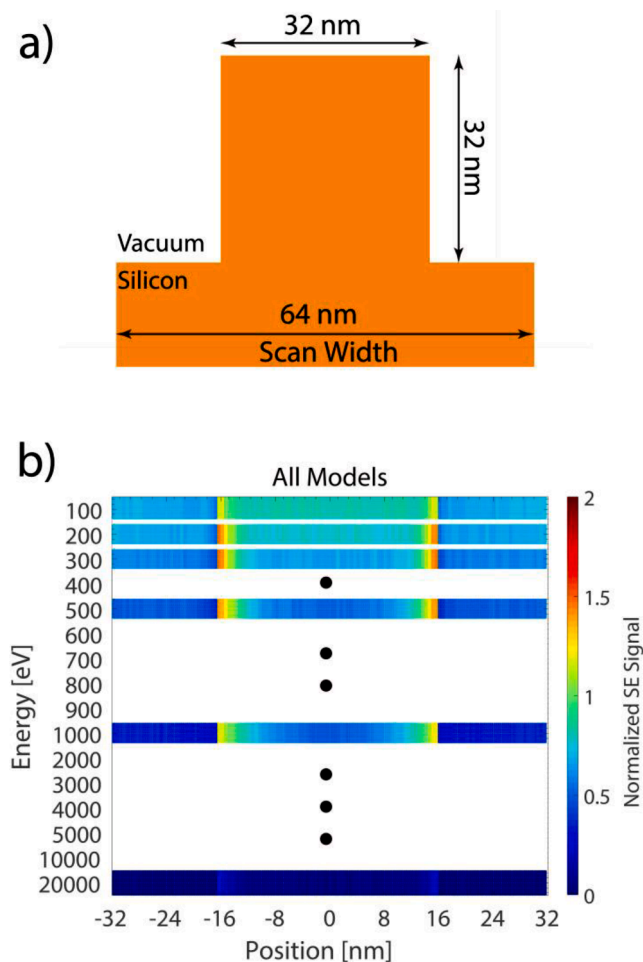 a)
32 nm
32 nm
Vacuum
Silicon
64 nm
Scan Width
b)
All Models
Energy [eV]
100
200
300
400
500
600
700
800
900
1000
2000
3000
4000
5000
10000
20000
-32 -24 -16 -8 0 8 16 24 32
Position [nm]
2
1.5
1
0.5
0
Normalized SE Signal